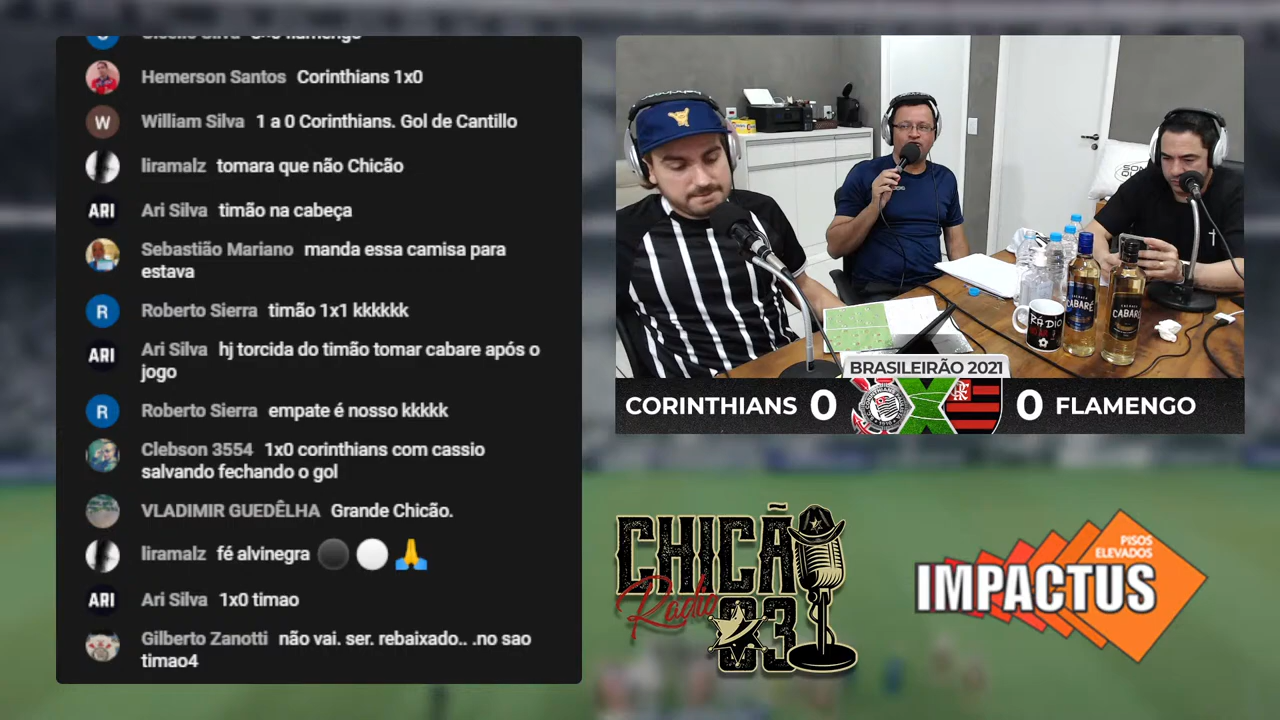 Hemerson Santos Corinthians 1x0
W William Silva 1 a 0 Corinthians. Gol de Cantillo
liramalz tomara que não Chicão
ARI Ari Silva timão na cabeça
Sebastião Mariano manda essa camisa para
estava
R Roberto Sierra timão 1x1 kkkkkk
ARI Ari Silva hj torcida do timão tomar cabare após o
jogo
R Roberto Sierra empate é nosso kkkkk
Clebson 3554 1x0 corinthians com cassio
salvando fechando o gol
VLADIMIR GUEDÊLHA Grande Chicão.
liramalz fé alvinegra ⚫ ⚪ 🙏
ARI Ari Silva 1x0 timao
Gilberto Zanotti não vai. ser. rebaixado.. .no sao
timao4
CABARÉ
CABARÉ
RÁDIO
BRASILEIRÃO 2021
CORINTHIANS 0 0 FLAMENGO
CHICÃO
Rádio
93
PISOS
ELEVADOS
IMPACTUS